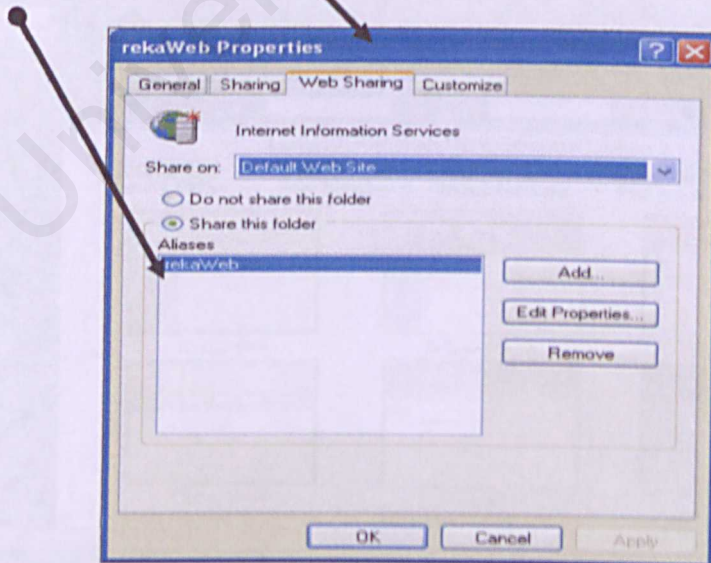 rekaWeb Properties
General Sharing Web Sharing Customize
Internet Information Services
Share on: Default Web Site
Do not share this folder
Share this folder
Aliases
rekaWeb
Add...
Edit Properties...
Remove
OK Cancel Apply